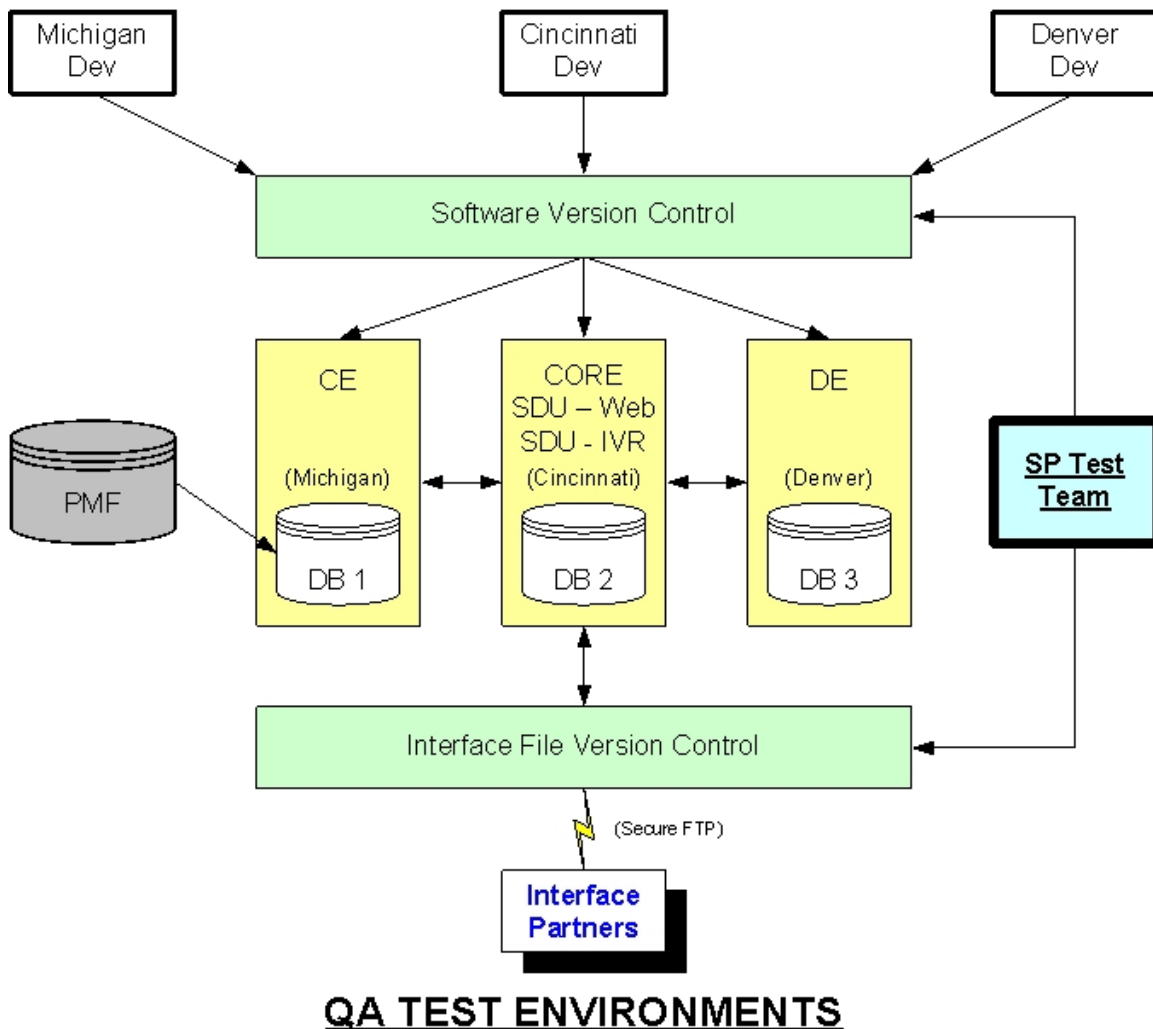 Michigan
Dev
Cincinnati
Dev
Denver
Dev
Software Version Control
CE
(Michigan)
DB 1
CORE
SDU – Web
SDU - IVR
(Cincinnati)
DB 2
DE
(Denver)
DB 3
PMF
SP Test
Team
Interface File Version Control
(Secure FTP)
Interface
Partners
QA TEST ENVIRONMENTS